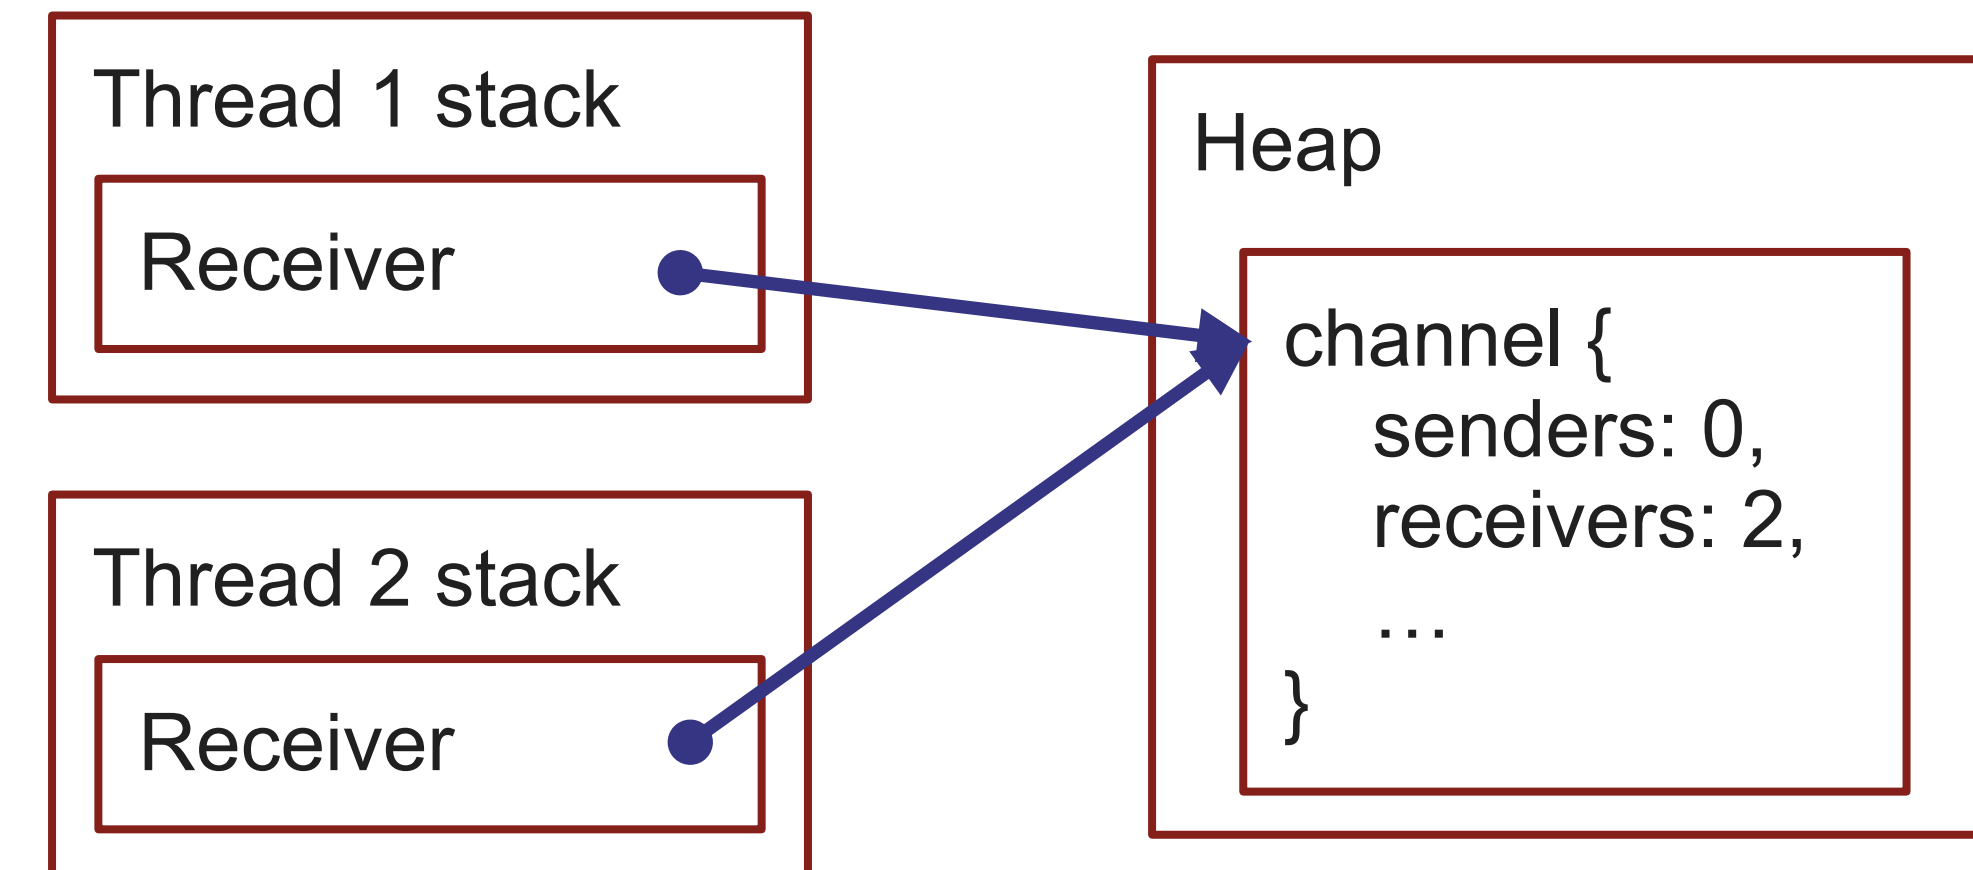 Thread 1 stack
Receiver
Thread 2 stack
Receiver
Heap
channel {
senders: 0,
receivers: 2,
…
}